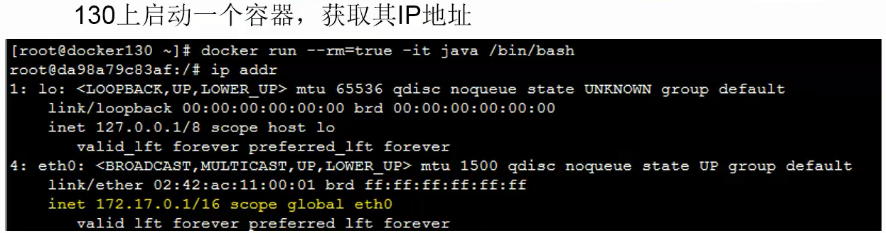 130上启动一个容器，获取其IP地址
[root@docker130 ~]# docker run --rm=true -it java /bin/bash
root@da98a79c83af:/# ip addr
1: lo: <LOOPBACK,UP,LOWER_UP> mtu 65536 qdisc noqueue state UNKNOWN group default
    link/loopback 00:00:00:00:00:00 brd 00:00:00:00:00:00
    inet 127.0.0.1/8 scope host lo
       valid_lft forever preferred_lft forever
4: eth0: <BROADCAST,MULTICAST,UP,LOWER_UP> mtu 1500 qdisc noqueue state UP group default
    link/ether 02:42:ac:11:00:01 brd ff:ff:ff:ff:ff:ff
    inet 172.17.0.1/16 scope global eth0
       valid_lft forever preferred_lft forever